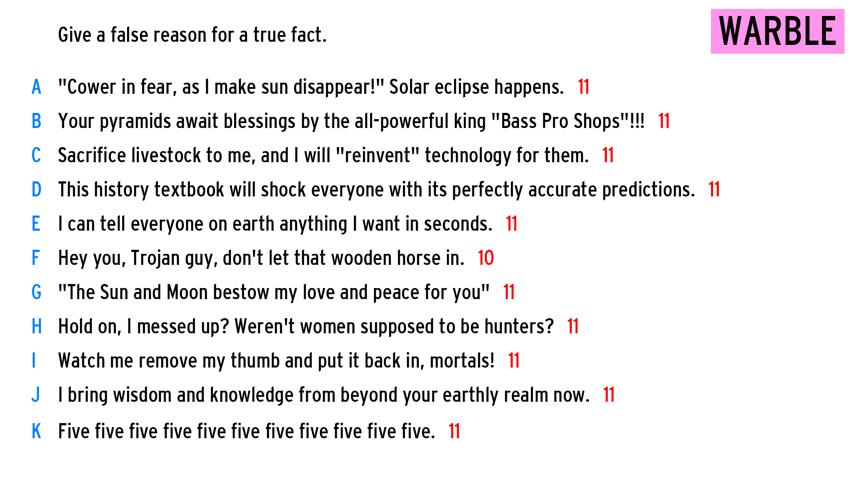 Give a false reason for a true fact.
WARBLE
A "Cower in fear, as I make sun disappear!" Solar eclipse happens. 11
B Your pyramids await blessings by the all-powerful king "Bass Pro Shops"!!! 11
C Sacrifice livestock to me, and I will "reinvent" technology for them. 11
D This history textbook will shock everyone with its perfectly accurate predictions. 11
E I can tell everyone on earth anything I want in seconds. 11
F Hey you, Trojan guy, don't let that wooden horse in. 10
G "The Sun and Moon bestow my love and peace for you" 11
H Hold on, I messed up? Weren't women supposed to be hunters? 11
I Watch me remove my thumb and put it back in, mortals! 11
J I bring wisdom and knowledge from beyond your earthly realm now. 11
K Five five five five five five five five five five five. 11